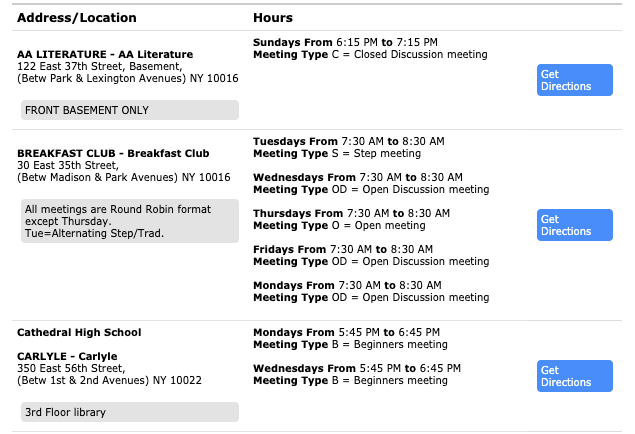 Address/Location
Hours
AA LITERATURE - AA Literature
122 East 37th Street, Basement,
(Betw Park & Lexington Avenues) NY 10016
FRONT BASEMENT ONLY
Sundays From 6:15 PM to 7:15 PM
Meeting Type C = Closed Discussion meeting
Get
Directions
BREAKFAST CLUB - Breakfast Club
30 East 35th Street,
(Betw Madison & Park Avenues) NY 10016
All meetings are Round Robin format
except Thursday.
Tue=Alternating Step/Trad.
Tuesdays From 7:30 AM to 8:30 AM
Meeting Type S = Step meeting
Wednesdays From 7:30 AM to 8:30 AM
Meeting Type OD = Open Discussion meeting
Thursdays From 7:30 AM to 8:30 AM
Meeting Type O = Open meeting
Fridays From 7:30 AM to 8:30 AM
Meeting Type OD = Open Discussion meeting
Mondays From 7:30 AM to 8:30 AM
Meeting Type OD = Open Discussion meeting
Get
Directions
Cathedral High School
CARLYLE - Carlyle
350 East 56th Street,
(Betw 1st & 2nd Avenues) NY 10022
3rd Floor library
Mondays From 5:45 PM to 6:45 PM
Meeting Type B = Beginners meeting
Wednesdays From 5:45 PM to 6:45 PM
Meeting Type B = Beginners meeting
Get
Directions